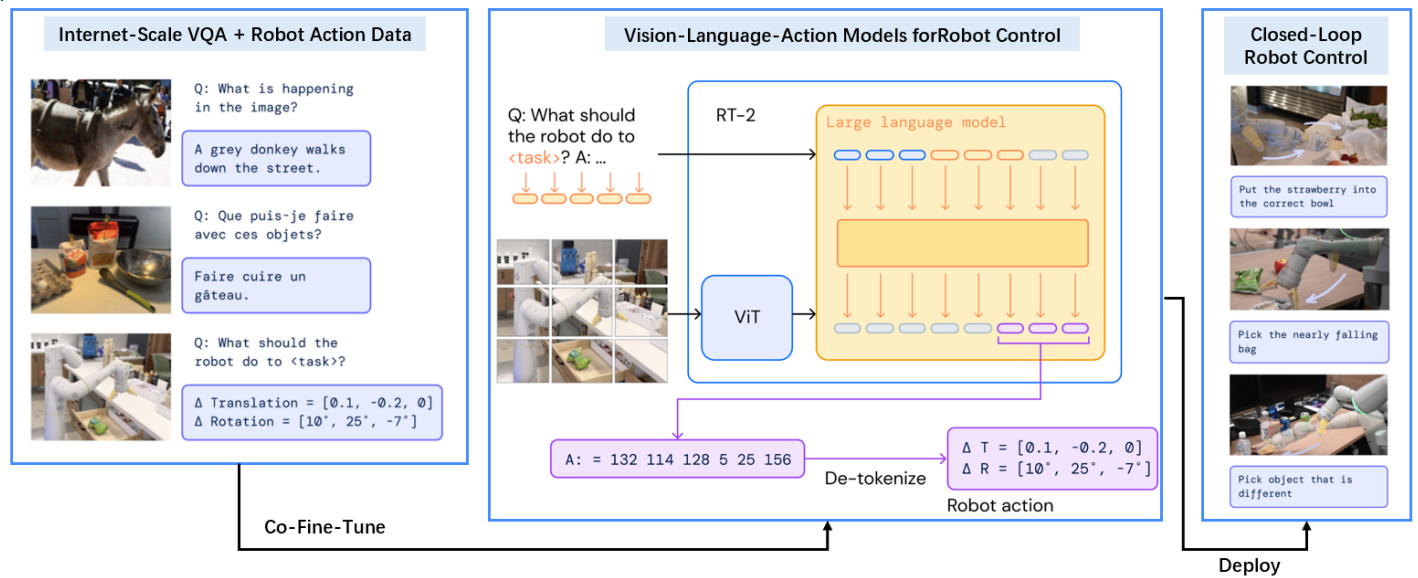 Internet-Scale VQA + Robot Action Data
Q: What is happening
in the image?
A grey donkey walks
down the street.
Q: Que puis-je faire
avec ces objets?
Faire cuire un
gâteau.
Q: What should the
robot do to <task>?
Δ Translation = [0.1, -0.2, 0]
Δ Rotation = [10°, 25°, -7°]
Co-Fine-Tune
Vision-Language-Action Models forRobot Control
Q: What should
the robot do to
<task>? A: ...
RT-2
Large language model
ViT
A: = 132 114 128 5 25 156
De-tokenize
Δ T = [0.1, -0.2, 0]
Δ R = [10°, 25°, -7°]
Robot action
Closed-Loop
Robot Control
Put the strawberry into
the correct bowl
Pick the nearly falling
bag
Pick object that is
different
Deploy